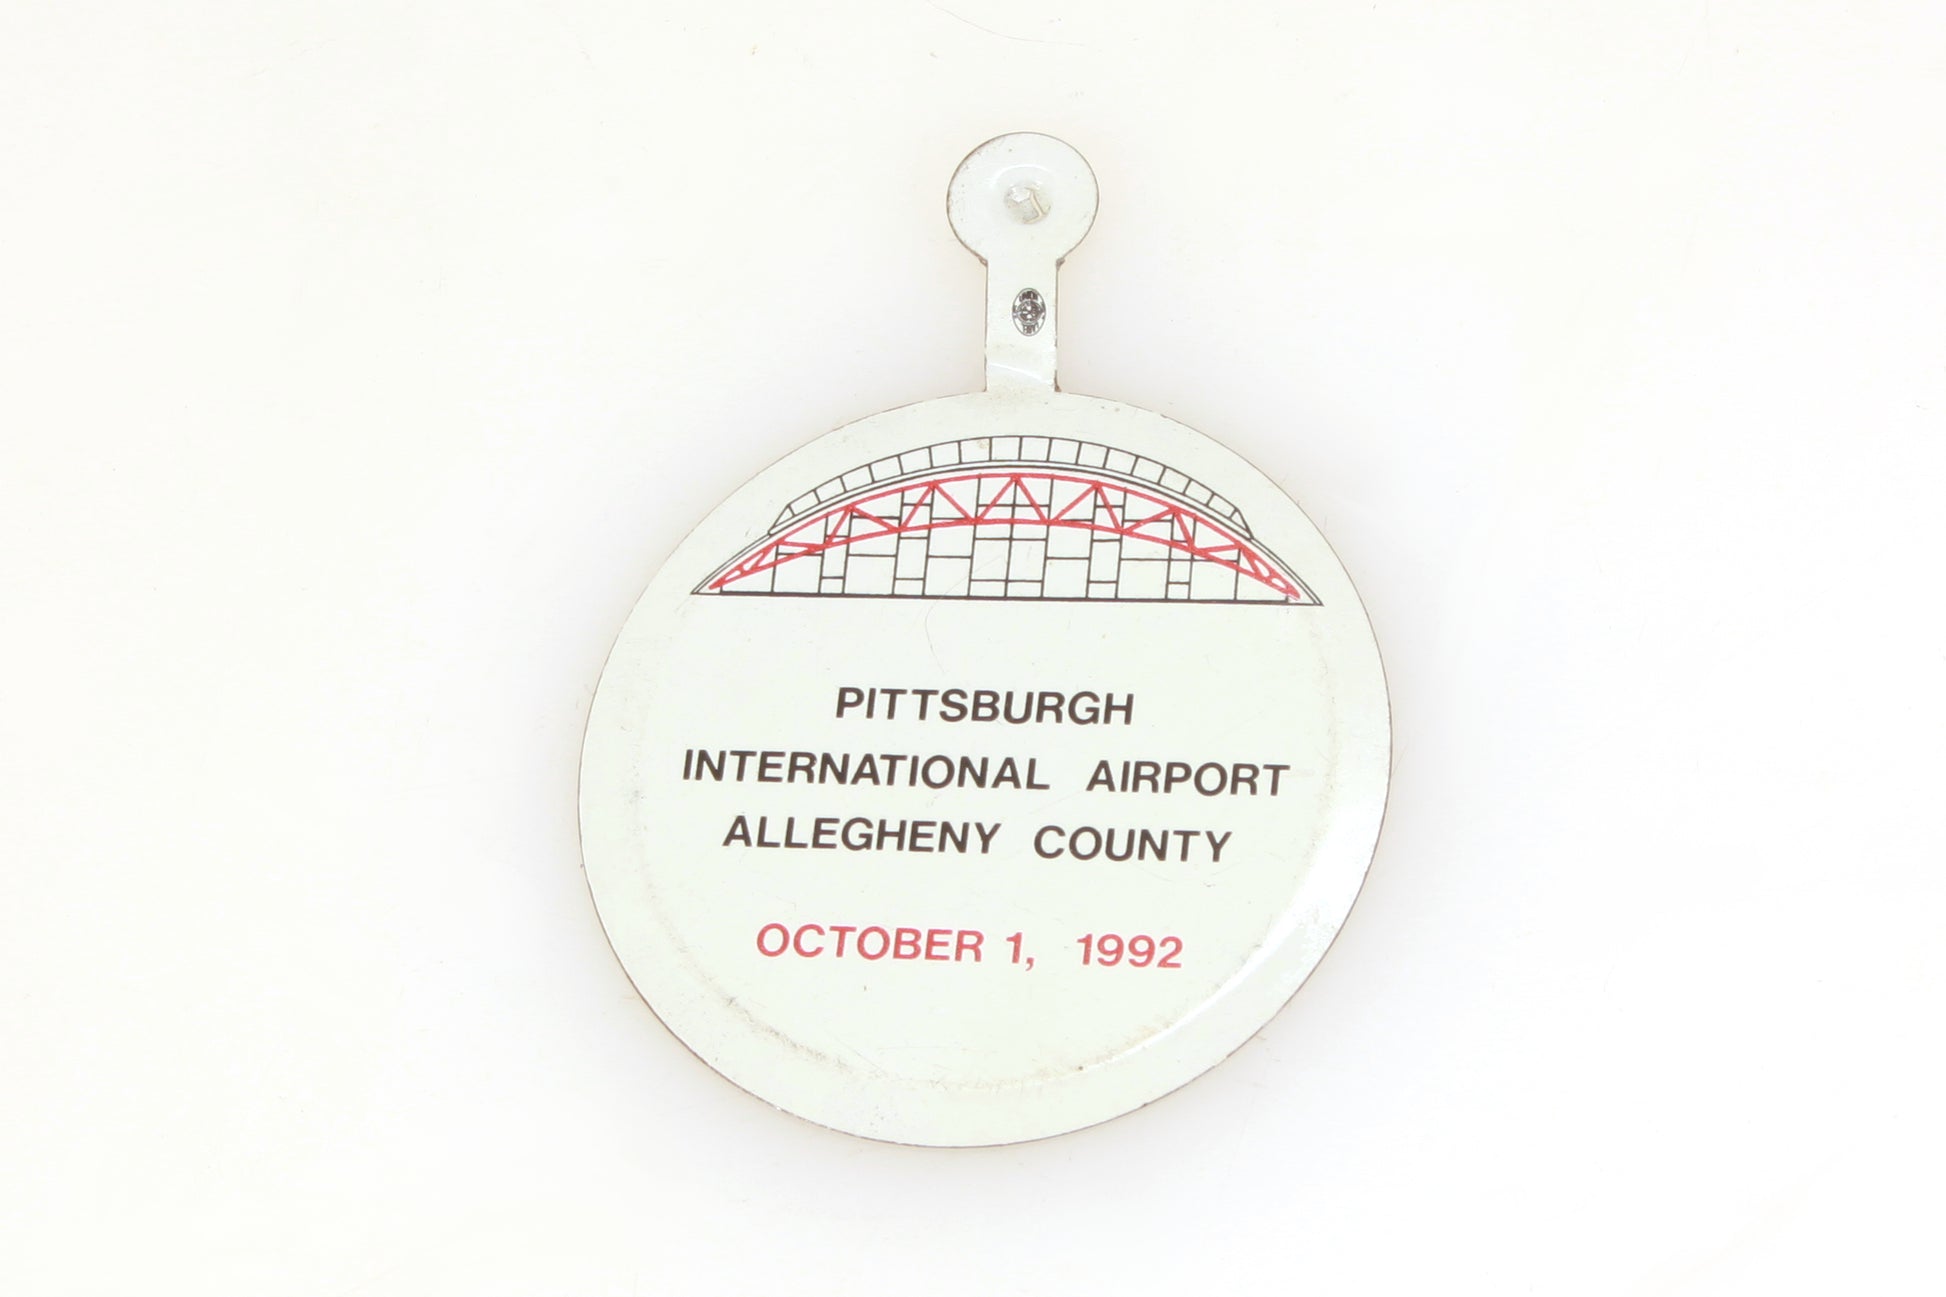 PITTSBURGH
INTERNATIONAL AIRPORT
ALLEGHENY COUNTY
OCTOBER 1, 1992